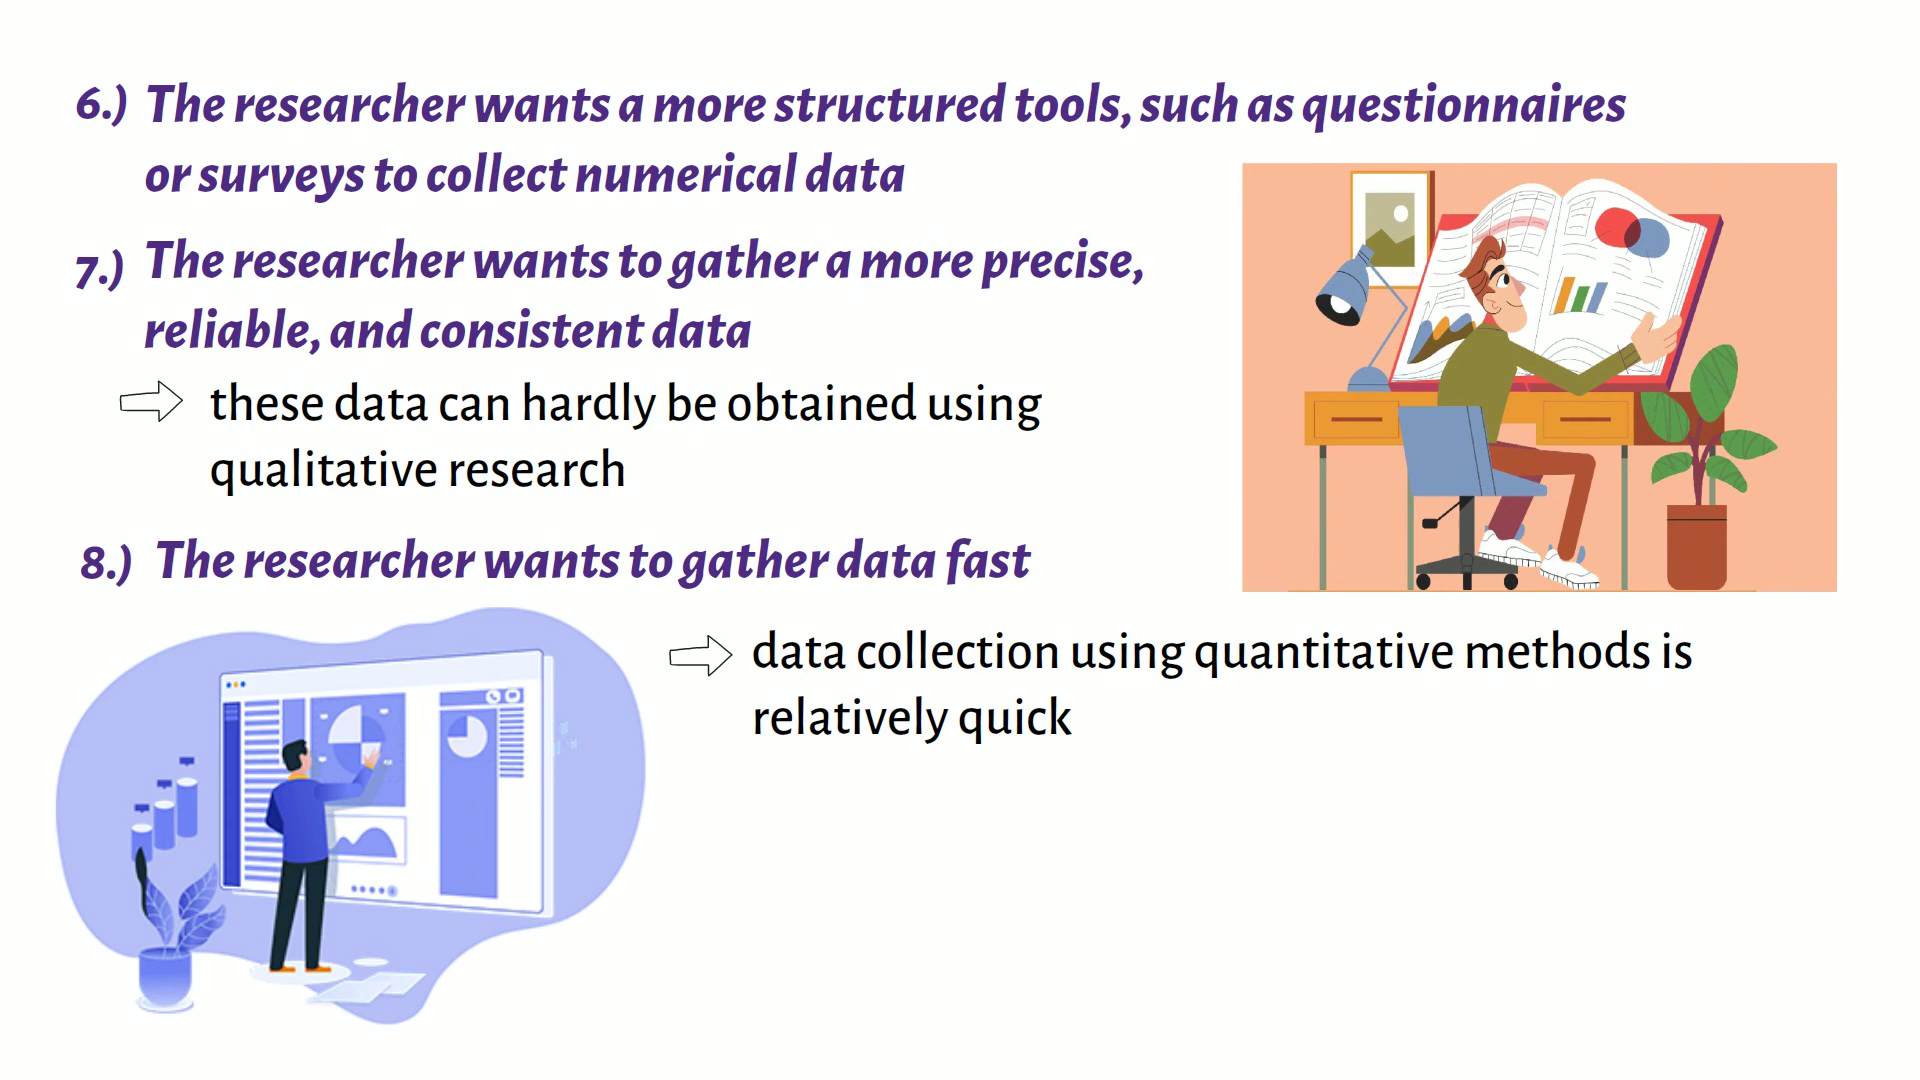 6.) The researcher wants a more structured tools, such as questionnaires
or surveys to collect numerical data
7.) The researcher wants to gather a more precise,
reliable, and consistent data
these data can hardly be obtained using
qualitative research
8.) The researcher wants to gather data fast
data collection using quantitative methods is
relatively quick